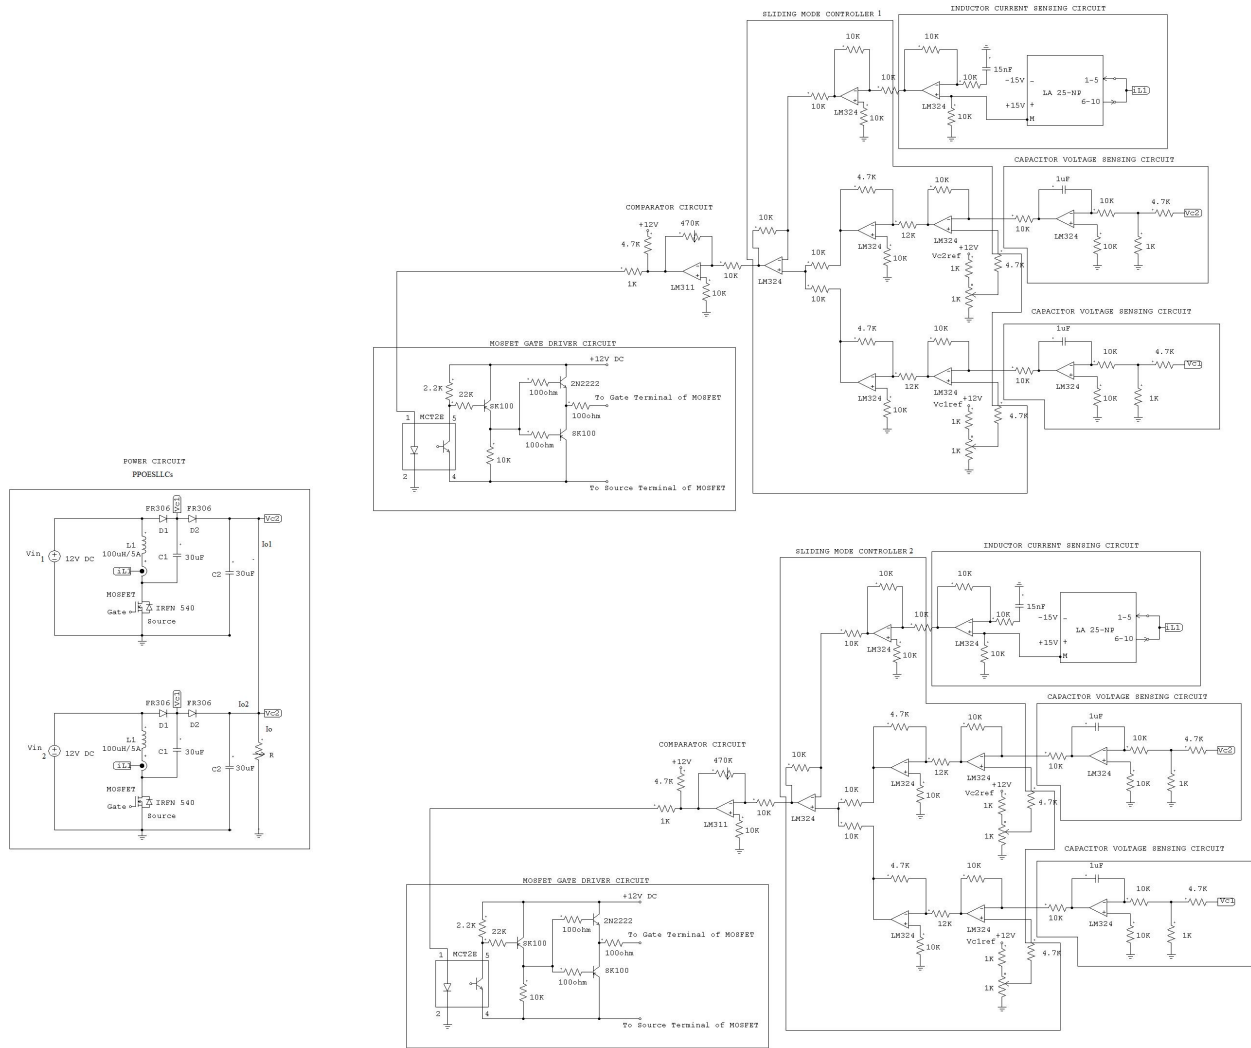 SLIDING MODE CONTROLLER 1
INDUCTOR CURRENT SENSING CIRCUIT
10K
10K
10K
10K
15nF
-15V -
1-5
LA 25-NP
+15V +
6-10
iL1
M
10K
LM324
10K
LM324
10K
CAPACITOR VOLTAGE SENSING CIRCUIT
4.7K
10K
1uF
10K
4.7K
Vc2
COMPARATOR CIRCUIT
+12V
470K
4.7K
10K
LM324
12K
LM324
10K
LM324
10K
1K
10K
10K
+12V
Vc2ref
1K
4.7K
1K
LM311
10K
10K
LM324
10K
1K
CAPACITOR VOLTAGE SENSING CIRCUIT
4.7K
10K
1uF
10K
4.7K
Vc1
LM324
12K
LM324
10K
LM324
10K
1K
10K
+12V
Vc1ref
1K
4.7K
1K
MOSFET GATE DRIVER CIRCUIT
+12V DC
2.2K
22K
2N2222
100ohm
To Gate Terminal of MOSFET
SK100
100ohm
1
MCT2E
5
SK100
100ohm
10K
2
4
To Source Terminal of MOSFET
POWER CIRCUIT
PPOESLLCs
FR306
Vc1
FR306
Vc2
D1
D2
L1
100uH/5A
C1
30uF
Io1
Vin
1
12V DC
iL1
C2
30uF
MOSFET
Gate
IRFN 540
Source
FR306
Vc1
FR306
Io2
Vc2
D1
D2
Io
L1
100uH/5A
C1
30uF
Vin
2
12V DC
R
iL1
C2
30uF
MOSFET
Gate
IRFN 540
Source
SLIDING MODE CONTROLLER 2
INDUCTOR CURRENT SENSING CIRCUIT
10K
10K
10K
10K
15nF
-15V -
1-5
LA 25-NP
+15V +
6-10
iL1
M
10K
LM324
10K
LM324
10K
CAPACITOR VOLTAGE SENSING CIRCUIT
4.7K
10K
1uF
10K
4.7K
Vc2
COMPARATOR CIRCUIT
+12V
470K
4.7K
10K
LM324
12K
LM324
10K
LM324
10K
1K
10K
10K
+12V
Vc2ref
1K
4.7K
1K
LM311
10K
10K
LM324
10K
1K
CAPACITOR VOLTAGE SENSING CIRCUIT
4.7K
10K
1uF
10K
4.7K
Vc1
LM324
12K
LM324
10K
LM324
10K
1K
10K
+12V
Vc1ref
1K
4.7K
1K
MOSFET GATE DRIVER CIRCUIT
+12V DC
2.2K
22K
2N2222
100ohm
To Gate Terminal of MOSFET
SK100
100ohm
1
MCT2E
5
SK100
100ohm
10K
2
4
To Source Terminal of MOSFET